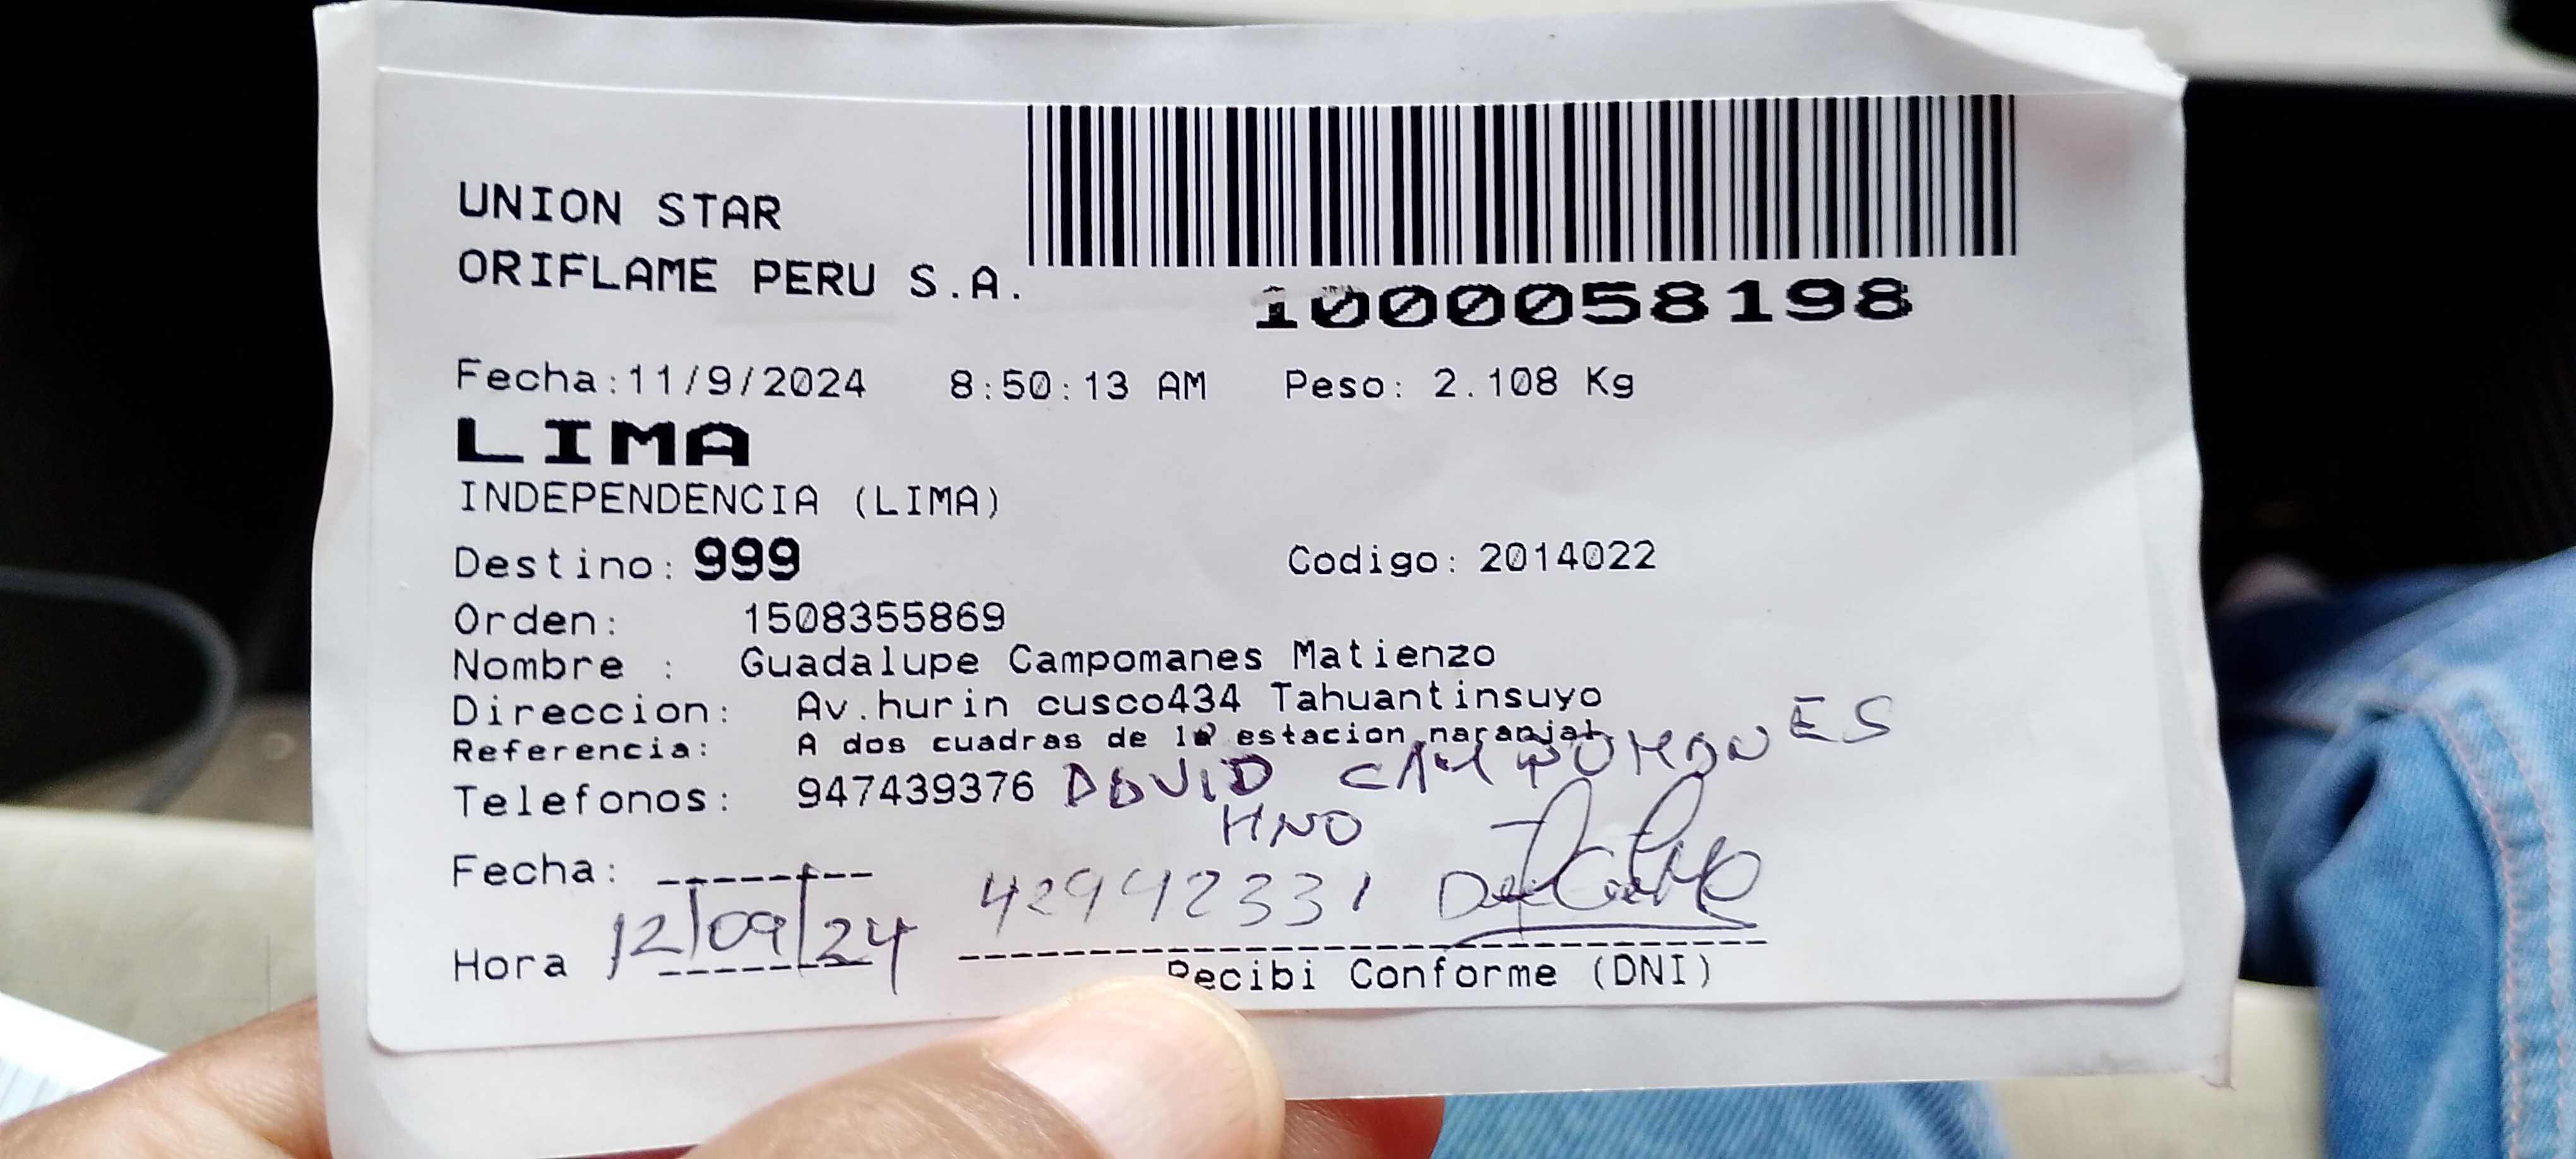 UNION STAR
ORIFLAME PERU S.A.
1000058198
Fecha:11/9/2024 8:50:13 AM Peso: 2.108 Kg
LIMA
INDEPENDENCIA (LIMA)
Destino: 999 Codigo: 2014022
Orden: 1508355869
Nombre : Guadalupe Campomanes Matienzo
Direccion: Av.hurin cusco434 Tahuantinsuyo
Referencia: A dos cuadras de la estacion naranjal
Telefonos: 947439376 DAVID CAMPOMANES
HNO
Fecha:
42942331
Hora 12/09/24
Recibi Conforme (DNI)